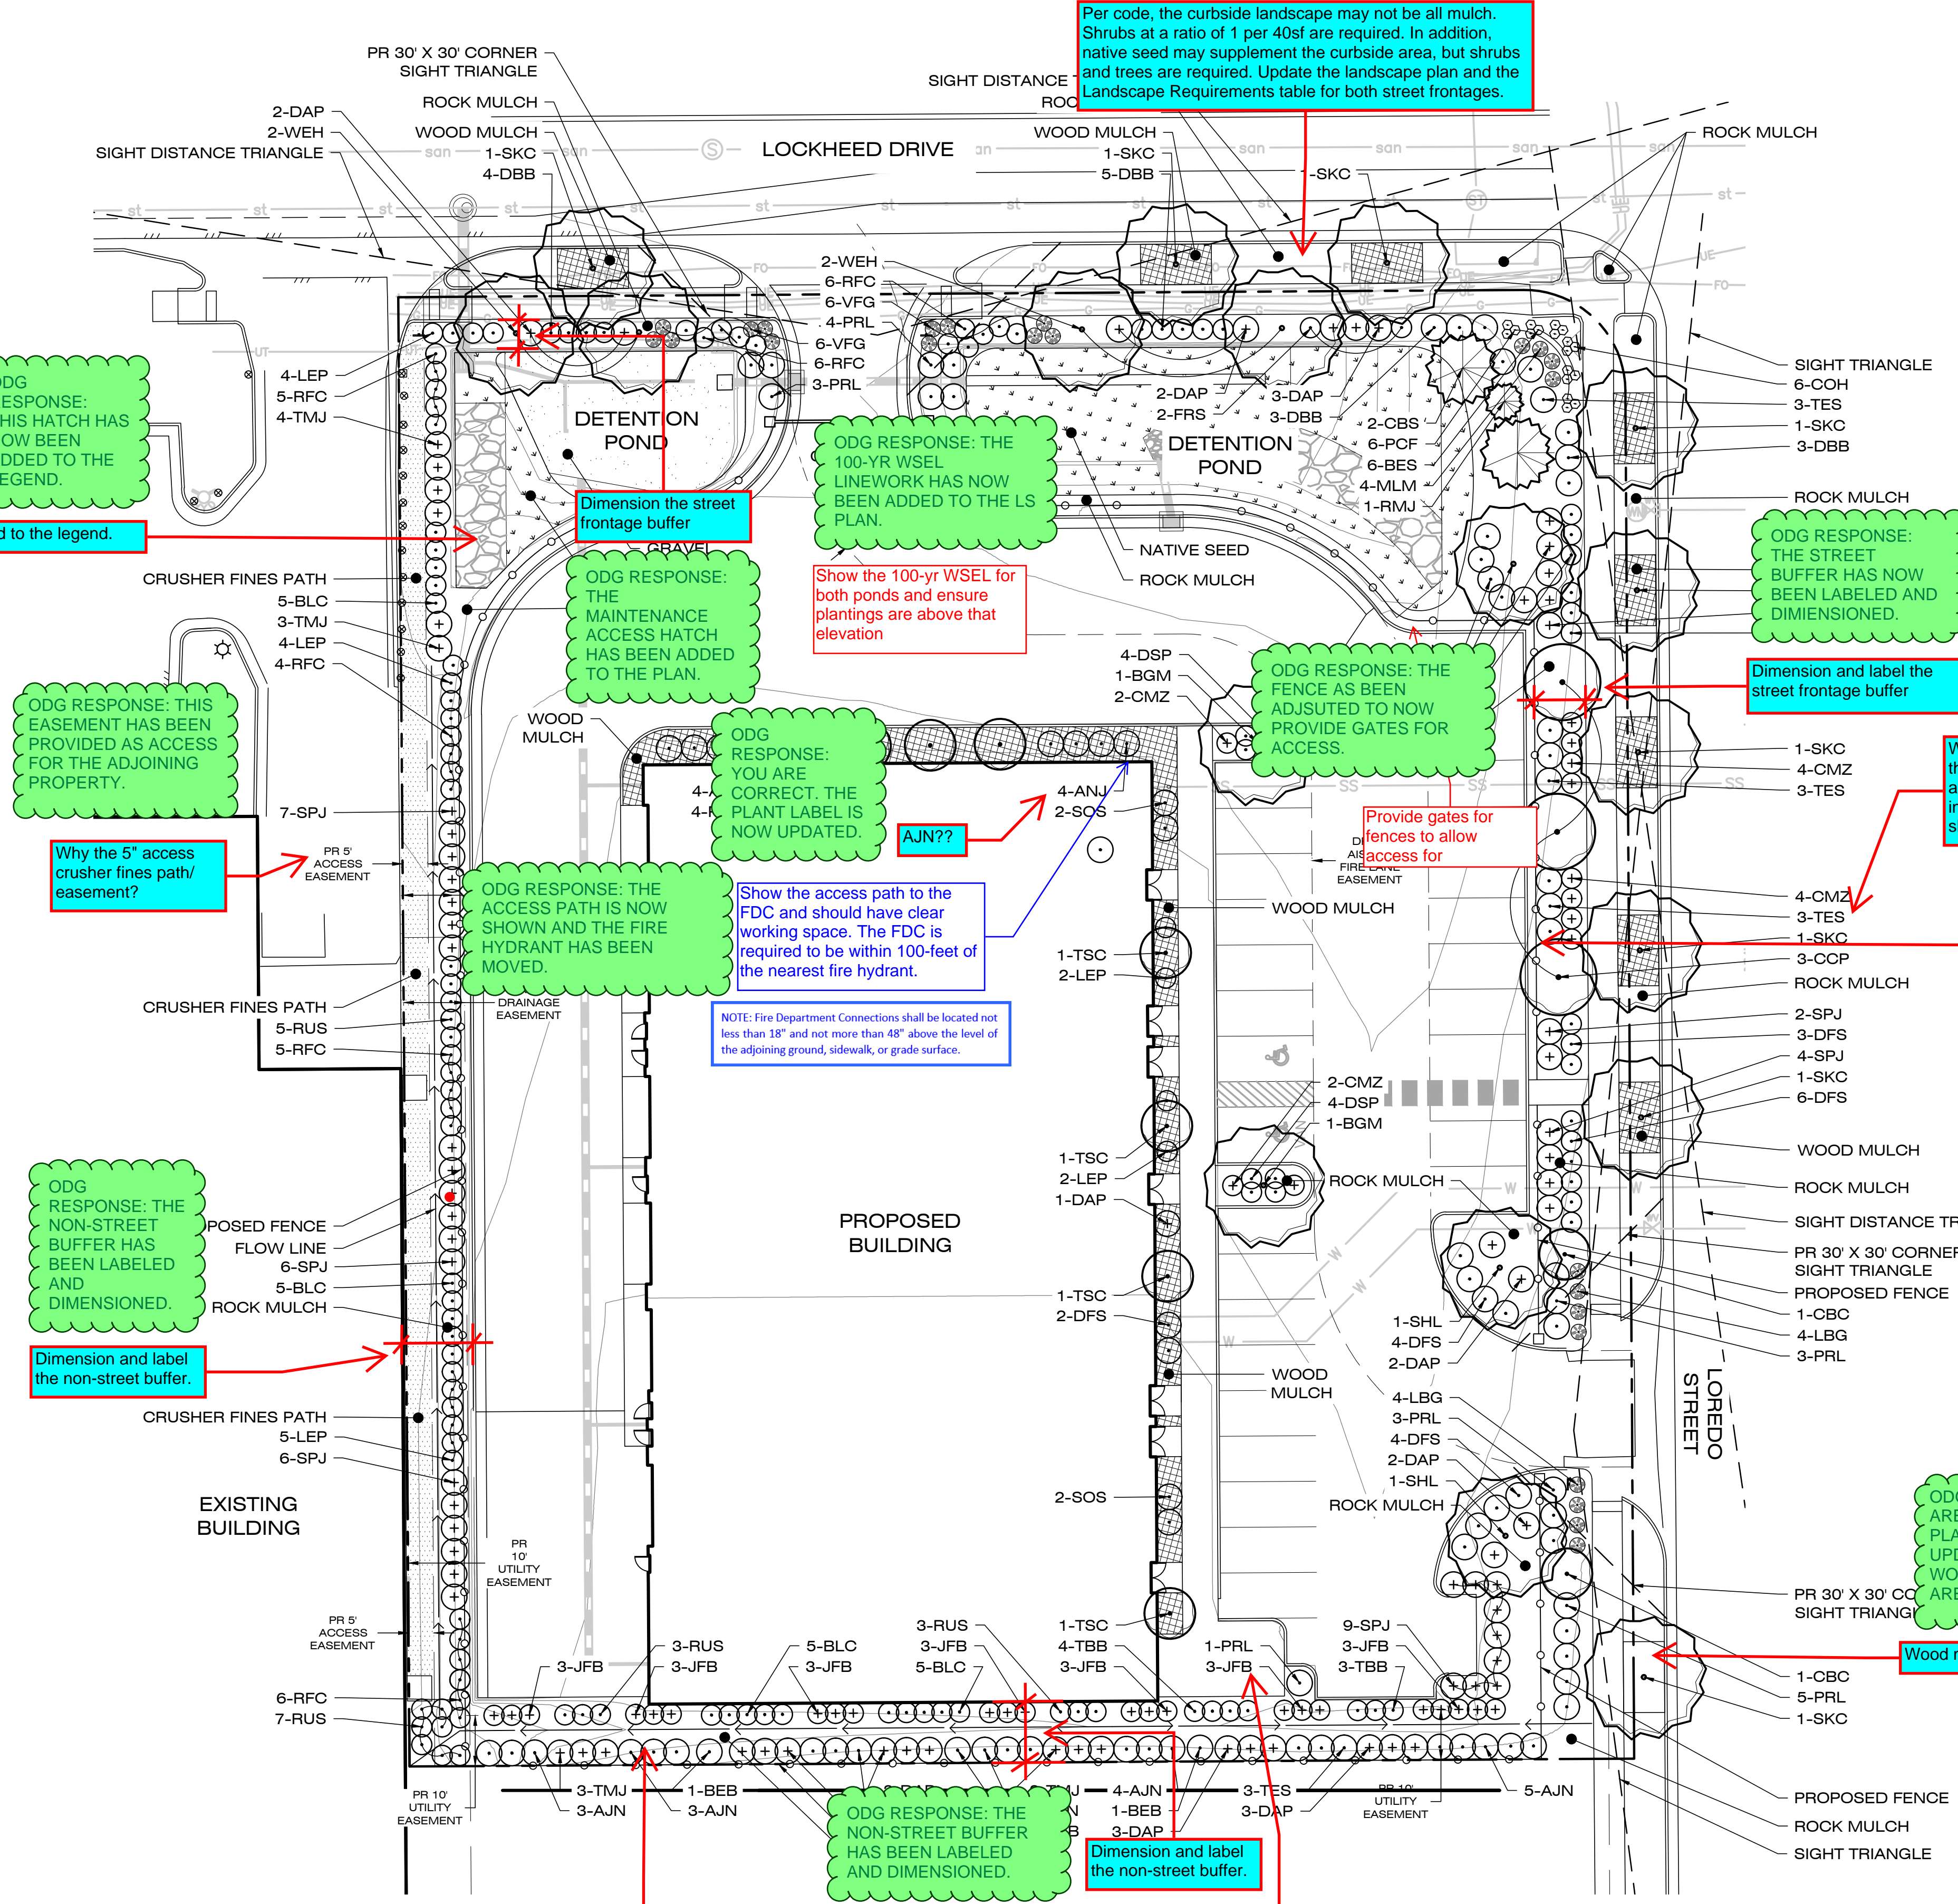 Per code, the curbside landscape may not be all mulch.
Shrubs at a ratio of 1 per 40sf are required. In addition,
native seed may supplement the curbside area, but shrubs
and trees are required. Update the landscape plan and the
Landscape Requirements table for both street frontages.
PR 30' X 30' CORNER
SIGHT TRIANGLE
ROCK MULCH
WOOD MULCH
1-SKC
4-DBB
2-DAP
2-WEH
SIGHT DISTANCE TRIANGLE
LOCKHEED DRIVE
SIGHT DISTANCE
WOOD MULCH
1-SKC
5-DBB
1-SKC
ROCK MULCH
2-WEH
6-RFC
6-VFG
4-PRL
6-VFG
6-RFC
3-PRL
4-LEP
5-RFC
4-TMJ
DETENTION
POND
2-DAP
2-FRS
3-DAP
3-DBB
DETENTION
POND
2-CBS
6-PCF
6-BES
4-MLM
1-RMJ
SIGHT TRIANGLE
6-COH
3-TES
1-SKC
3-DBB
ROCK MULCH
ODG
RESPONSE:
THIS HATCH HAS
NOW BEEN
ADDED TO THE
LEGEND.
d to the legend.
Dimension the street
frontage buffer
ODG RESPONSE: THE
100-YR WSEL
LINEWORK HAS NOW
BEEN ADDED TO THE LS
PLAN.
Show the 100-yr WSEL for
both ponds and ensure
plantings are above that
elevation
NATIVE SEED
ROCK MULCH
GRAVEL
ODG RESPONSE:
THE
MAINTENANCE
ACCESS HATCH
HAS BEEN ADDED
TO THE PLAN.
ODG RESPONSE:
THE STREET
BUFFER HAS NOW
BEEN LABELED AND
DIMIENSIONED.
Dimension and label the
street frontage buffer
CRUSHER FINES PATH
5-BLC
3-TMJ
4-LEP
4-RFC
ODG RESPONSE: THIS
EASEMENT HAS BEEN
PROVIDED AS ACCESS
FOR THE ADJOINING
PROPERTY.
7-SPJ
Why the 5" access
crusher fines path/
easement?
PR 5'
ACCESS
EASEMENT
WOOD
MULCH
ODG
RESPONSE:
YOU ARE
CORRECT. THE
PLANT LABEL IS
NOW UPDATED.
AJN??
4-ANJ
2-SOS
4-DSP
1-BGM
2-CMZ
ODG RESPONSE: THE
FENCE AS BEEN
ADJSUTED TO NOW
PROVIDE GATES FOR
ACCESS.
Provide gates for
fences to allow
access for
FIRE LANE
EASEMENT
1-SKC
4-CMZ
3-TES
ODG RESPONSE: THE
ACCESS PATH IS NOW
SHOWN AND THE FIRE
HYDRANT HAS BEEN
MOVED.
Show the access path to the
FDC and should have clear
working space. The FDC is
required to be within 100-feet of
the nearest fire hydrant.
NOTE: Fire Department Connections shall be located not
less than 18" and not more than 48" above the level of
the adjoining ground, sidewalk, or grade surface.
DRAINAGE
EASEMENT
CRUSHER FINES PATH
5-RUS
5-RFC
WOOD MULCH
1-TSC
2-LEP
4-CMZ
3-TES
1-SKC
3-CCP
ROCK MULCH
2-SPJ
3-DFS
4-SPJ
1-SKC
6-DFS
2-CMZ
4-DSP
1-BGM
WOOD MULCH
ROCK MULCH
ROCK MULCH
SIGHT DISTANCE
PR 30' X 30' CORNER
SIGHT TRIANGLE
PROPOSED FENCE
1-CBC
4-LBG
3-PRL
1-TSC
2-LEP
1-DAP
PROPOSED
BUILDING
1-TSC
2-DFS
ODG
RESPONSE: THE
NON-STREET
BUFFER HAS
BEEN LABELED
AND
DIMENSIONED.
POSED FENCE
FLOW LINE
6-SPJ
5-BLC
ROCK MULCH
Dimension and label
the non-street buffer.
1-SHL
4-DFS
2-DAP
WOOD
MULCH
4-LBG
3-PRL
4-DFS
2-DAP
1-SHL
ROCK MULCH
LOREDO
STREET
CRUSHER FINES PATH
5-LEP
6-SPJ
EXISTING
BUILDING
2-SOS
PR
10'
UTILITY
EASEMENT
PR 5'
ACCESS
EASEMENT
3-RUS
3-JFB
3-JFB
5-BLC
3-JFB
3-RUS
3-JFB
5-BLC
1-TSC
4-TBB
3-JFB
1-PRL
3-JFB
9-SPJ
3-JFB
3-TBB
PR 30' X 30'
SIGHT
Wood
1-CBC
5-PRL
1-SKC
6-RFC
7-RUS
PR 10'
UTILITY
EASEMENT
3-TMJ
3-AJN
1-BEB
3-AJN
ODG RESPONSE: THE
NON-STREET BUFFER
HAS BEEN LABELED
AND DIMENSIONED.
4-AJN
1-BEB
3-DAP
3-TES
3-DAP
PR 10'
UTILITY
EASEMENT
5-AJN
Dimension and label
the non-street buffer.
PROPOSED FENCE
ROCK MULCH
SIGHT TRIANGLE